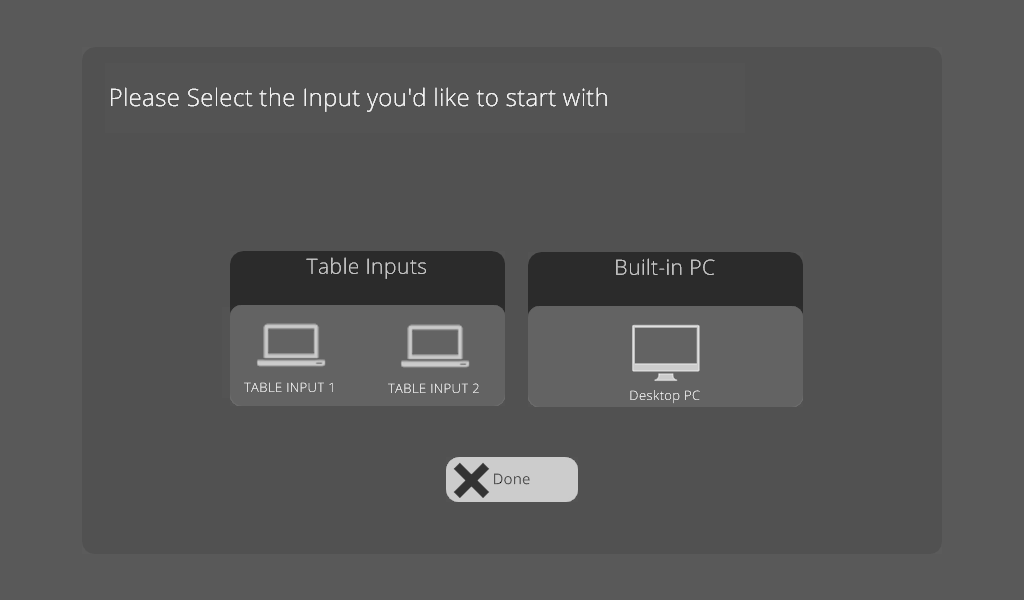 Please Select the Input you'd like to start with
Table Inputs
TABLE INPUT 1
TABLE INPUT 2
Built-in PC
Desktop PC
Done